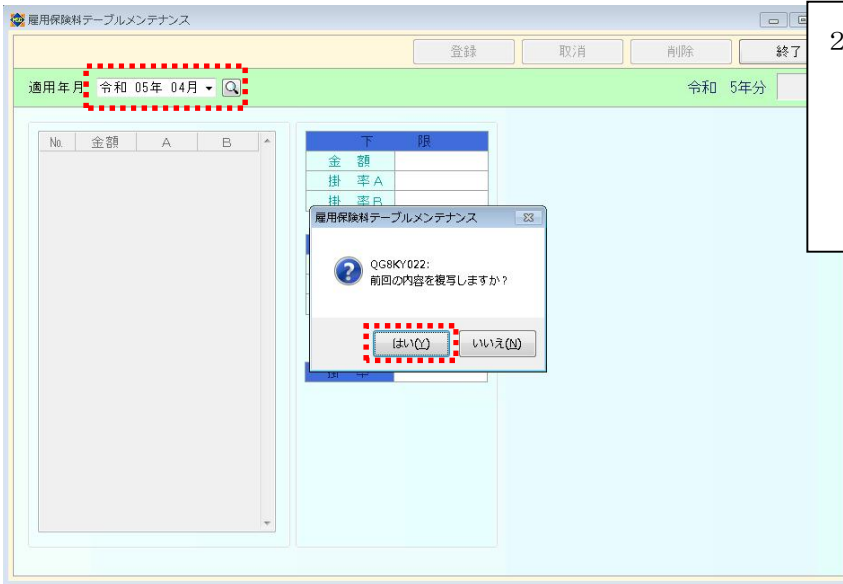 雇用保険料テーブルメンテナンス
登録 取消 削除 終了
適用年月 令和 05年 04月 令和 5年分
2
No. 金額 A B
下 限
金 額
掛 率A
掛 率B
雇用保険料テーブルメンテナンス
QG8KY022:
前回の内容を複写しますか?
はい(Y) いいえ(N)
掛 率